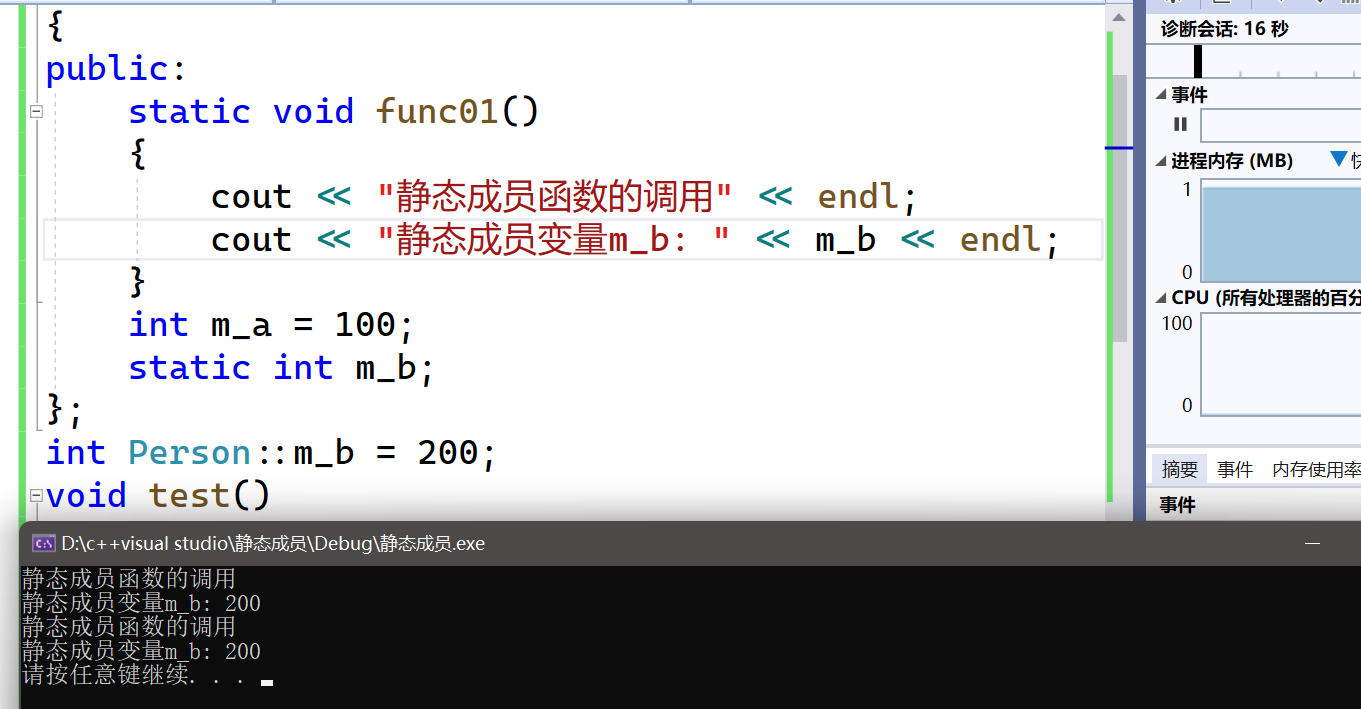 {
public:
static void func01()
{
cout << "静态成员函数的调用" << endl;
cout << "静态成员变量m_b: " << m_b << endl;
}
int m_a = 100;
static int m_b;
};
int Person::m_b = 200;
void test()
诊断会话: 16 秒
事件
进程内存 (MB)
1
0
CPU (所有处理器的百分
100
0
摘要 事件 内存使用率
事件
D:\c++visual studio\静态成员\Debug\静态成员.exe
静态成员函数的调用
静态成员变量m_b: 200
静态成员函数的调用
静态成员变量m_b: 200
请按任意键继续. . .